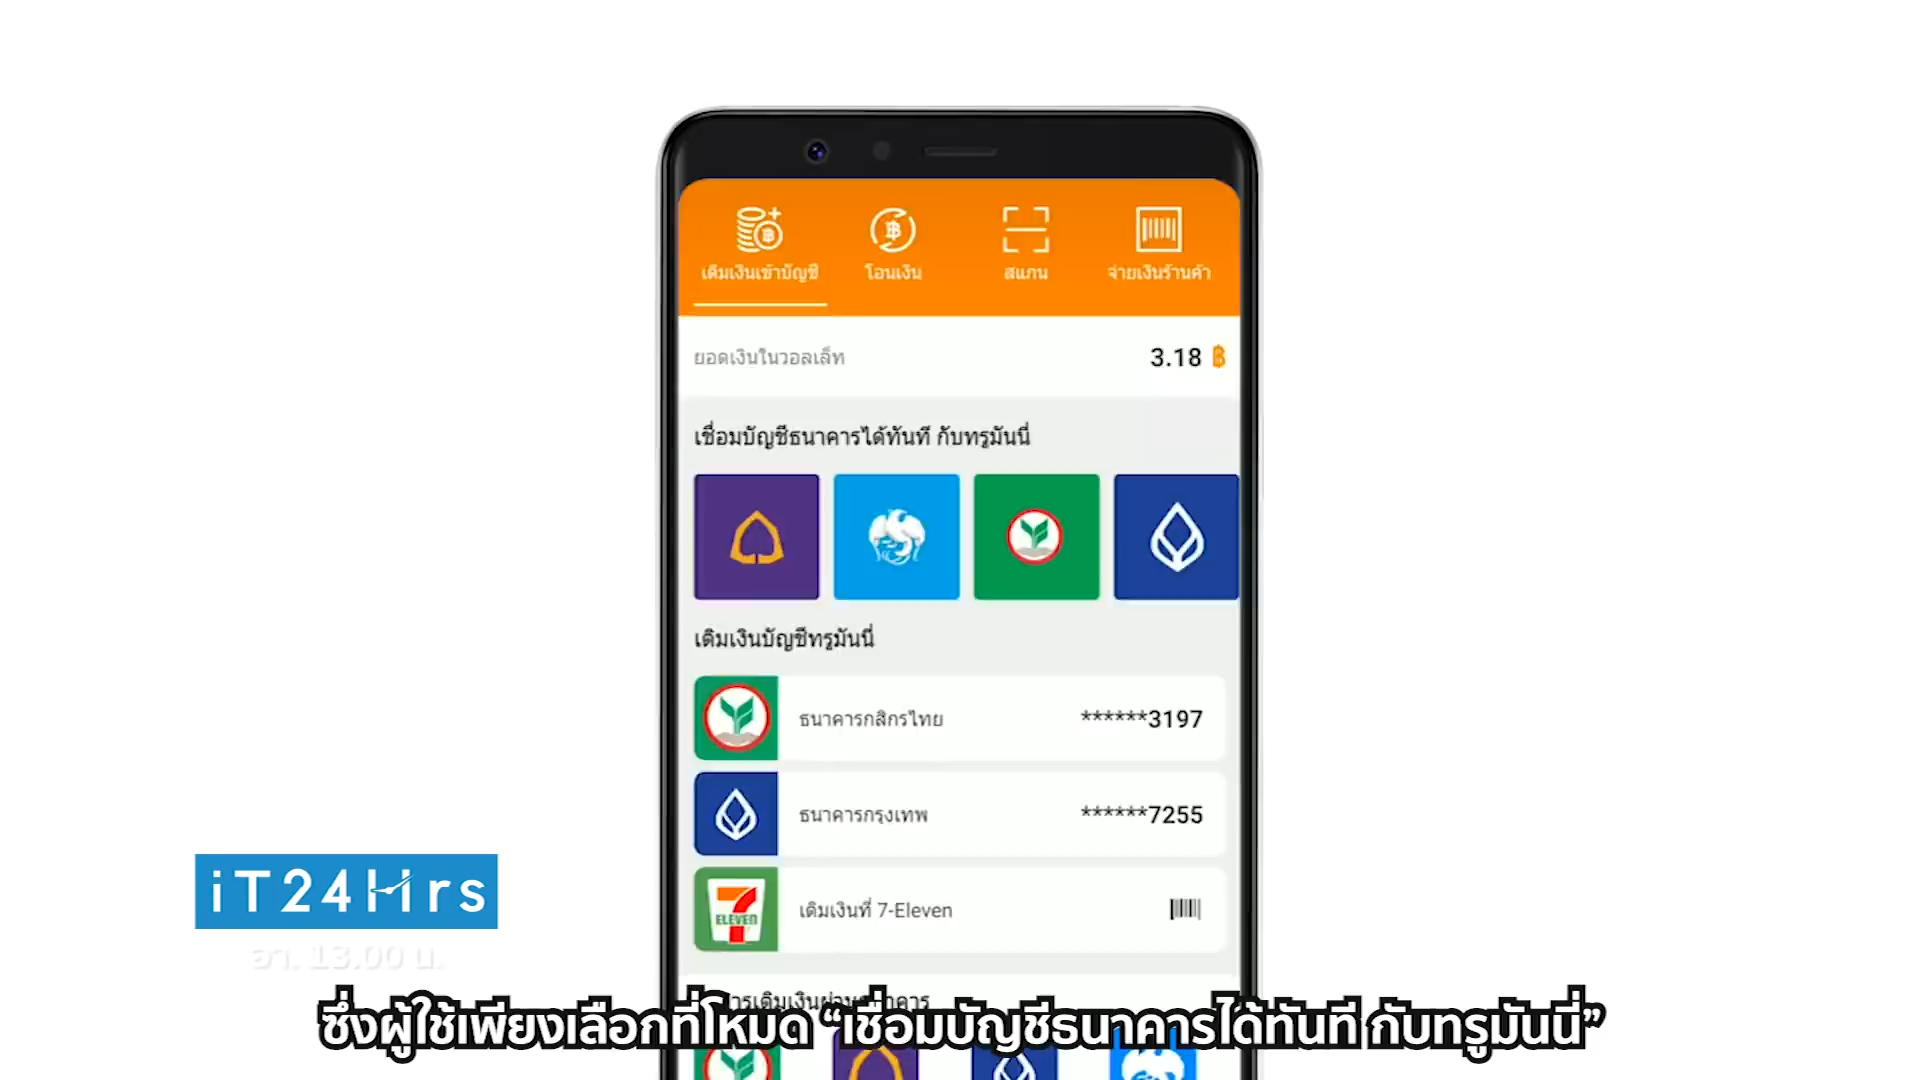 เติมเงินเข้าบัญชี
โอนเงิน
สแกน
จ่ายเงินร้านค้า
ยอดเงินในวอลเล็ท
3.18 ฿
เชื่อมบัญชีธนาคารได้ทันที กับทรูมันนี่
เติมเงินบัญชีทรูมันนี่
ธนาคารกสิกรไทย
******3197
ธนาคารกรุงเทพ
******7255
7 ELEVEN
เติมเงินที่ 7-Eleven
iT24Hrs
อา. 13.00 น.
ซึ่งผู้ใช้เพียงเลือกที่โหมด “เชื่อมบัญชีธนาคารได้ทันที กับทรูมันนี่”